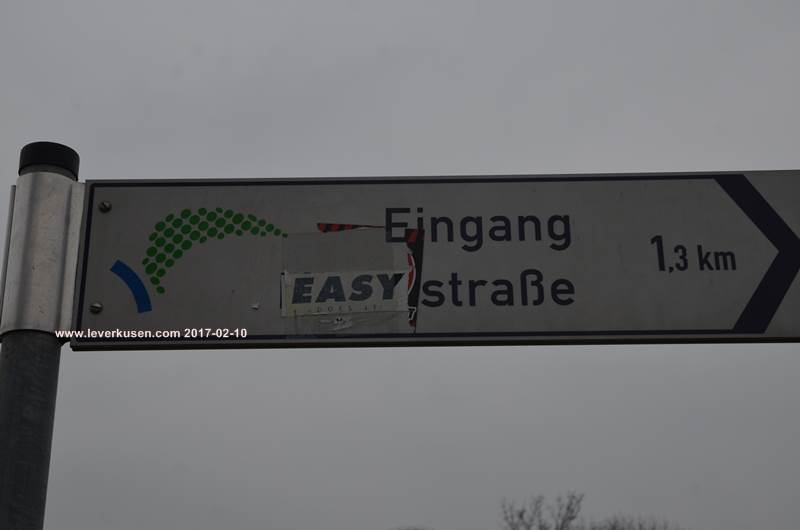 Eingang
EASY straße
1,3 km
www.leverkusen.com 2017-02-10